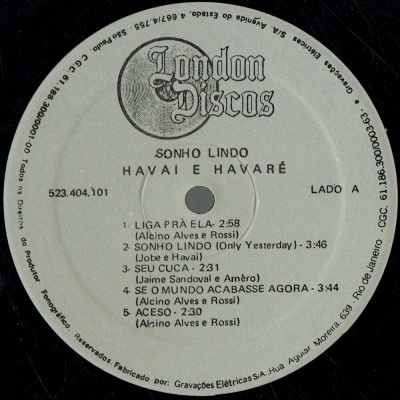 London
Discos
SONHO LINDO
HAVAI E HAVARÉ
523.404.101
LADO A
1- LIGA PRÀ ELA- 2:58
(Alcino Alves e Rossi)
2- SONHO LINDO (Only Yesterday) - 3:46
(Jobe e Havai)
3- SEU CUCA - 2:31
(Jaime Sandoval e Amêro)
4- SE O MUNDO ACABASSE AGORA - 3:44
(Alcino Alves e Rossi)
5- ACESO - 2:30
(Alcino Alves e Rossi)
Todos os Direitos do Produtor Fonográfico, Reservados. Fabricado por: Gravações Elétricas S/A. Rua Aguiar Moreira, 639 - Rio de Janeiro - CGC. 61.186.300/0003-63 - e Gravações Elétricas S/A Avenida do Estado, 4.667/4.755 - São Paulo - C.G.C. 61.186.300/0001-00